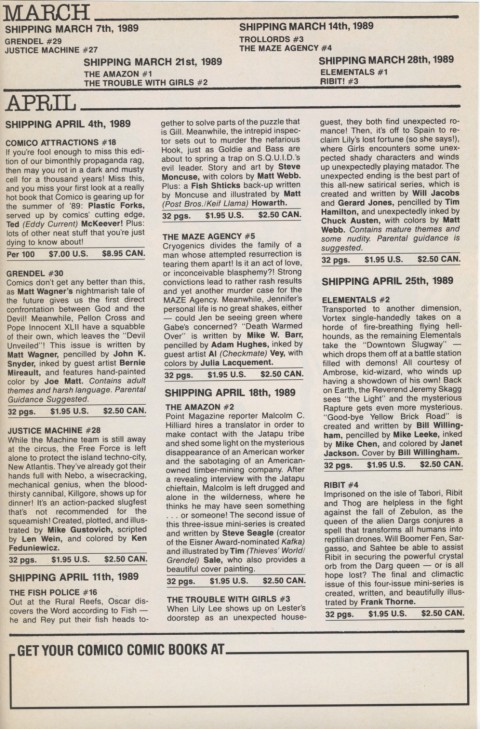 MARCH
SHIPPING MARCH 7th, 1989
GRENDEL #29
JUSTICE MACHINE #27
SHIPPING MARCH 14th, 1989
TROLLORDS #3
THE MAZE AGENCY #4
SHIPPING MARCH 21st, 1989
THE AMAZON #1
THE TROUBLE WITH GIRLS #2
SHIPPING MARCH 28th, 1989
ELEMENTALS #1
RIBIT! #3
APRIL
SHIPPING APRIL 4th, 1989
COMICO ATTRACTIONS #18
If you're fool enough to miss this edi-
tion of our bimonthly propaganda rag,
then may you rot in a dark and musty
cell for a thousand years! Miss this,
and you miss your first look at a really
hot book that Comico is gearing up for
the summer of '89: Plastic Forks,
served up by comics' cutting edge,
Ted (Eddy Current) McKeever! Plus:
lots of other neat stuff that you're just
dying to know about!
Per 100 $7.00 U.S. $8.95 CAN.
GRENDEL #30
Comics don't get any better than this,
as Matt Wagner's nightmarish tale of
the future gives us the first direct
confrontation between God and the
Devil! Meanwhile, Pellon Cross and
Pope Innocent XLII have a squabble
of their own, which leaves the "Devil
Unveiled"! This issue is written by
Matt Wagner, pencilled by John K.
Snyder, inked by guest artist Bernie
Mireault, and features hand-painted
color by Joe Matt. Contains adult
themes and harsh language. Parental
Guidance Suggested.
32 pgs. $1.95 U.S. $2.50 CAN.
JUSTICE MACHINE #28
While the Machine team is still away
at the circus, the Free Force is left
alone to protect the island techno-city,
New Atlantis. They've already got their
hands full with Nebo, a wisecracking,
mechanical genius, when the blood-
thirsty cannibal, Killgore, shows up for
dinner! It's an action-packed slugfest
that's not recommended for the
squeamish! Created, plotted, and illus-
trated by Mike Gustovich, scripted
by Len Wein, and colored by Ken
Feduniewicz.
32 pgs. $1.95 U.S. $2.50 CAN.
SHIPPING APRIL 11th, 1989
THE FISH POLICE #16
Out at the Rural Reefs, Oscar dis-
covers the Word according to Fish —
he and Rey put their fish heads to-
gether to solve parts of the puzzle that
is Gill. Meanwhile, the intrepid inspec-
tor sets out to murder the nefarious
Hook, just as Goldie and Bass are
about to spring a trap on S.Q.U.I.D.'s
evil leader. Story and art by Steve
Moncuse, with colors by Matt Webb.
Plus: a Fish Shticks back-up written
by Moncuse and illustrated by Matt
(Post Bros./Keif Llama) Howarth.
32 pgs. $1.95 U.S. $2.50 CAN.
THE MAZE AGENCY #5
Cryogenics divides the family of a
man whose attempted resurrection is
tearing them apart! Is it an act of love,
or inconceivable blasphemy?! Strong
convictions lead to rather rash results
and yet another murder case for the
MAZE Agency. Meanwhile, Jennifer's
personal life is no great shakes, either
— could Jen be seeing green where
Gabe's concerned? "Death Warmed
Over" is written by Mike W. Barr,
pencilled by Adam Hughes, inked by
guest artist Al (Checkmate) Vey, with
colors by Julia Lacquement.
32 pgs. $1.95 U.S. $2.50 CAN.
SHIPPING APRIL 18th, 1989
THE AMAZON #2
Point Magazine reporter Malcolm C.
Hilliard hires a translator in order to
make contact with the Jatapu tribe
and shed some light on the mysterious
disappearance of an American worker
and the sabotaging of an American-
owned timber-mining company. After
a revealing interview with the Jatapu
chieftain, Malcolm is left drugged and
alone in the wilderness, where he
thinks he may have seen something
. . . or someone! The second issue of
this three-issue mini-series is created
and written by Steve Seagle (creator
of the Eisner Award-nominated Kafka)
and illustrated by Tim (Thieves' World/
Grendel) Sale, who also provides a
beautiful cover painting.
32 pgs. $1.95 U.S. $2.50 CAN.
THE TROUBLE WITH GIRLS #3
When Lily Lee shows up on Lester's
doorstep as an unexpected house-
guest, they both find unexpected ro-
mance! Then, it's off to Spain to re-
claim Lily's lost fortune (so she says!),
where Girls encounters some unex-
pected shady characters and winds
up unexpectedly playing matador. The
unexpected ending is the best part of
this all-new satirical series, which is
created and written by Will Jacobs
and Gerard Jones, pencilled by Tim
Hamilton, and unexpectedly inked by
Chuck Austen, with colors by Matt
Webb. Contains mature themes and
some nudity. Parental guidance is
suggested.
32 pgs. $1.95 U.S. $2.50 CAN.
SHIPPING APRIL 25th, 1989
ELEMENTALS #2
Transported to another dimension,
Vortex single-handedly takes on a
horde of fire-breathing flying hell-
hounds, as the remaining Elementals
take the "Downtown Slugway" —
which drops them off at a battle station
filled with demons! All courtesy of
Ambrose, kid-wizard, who winds up
having a showdown of his own! Back
on Earth, the Reverend Jeremy Skagg
sees "the Light" and the mysterious
Rapture gets even more mysterious.
"Good-bye Yellow Brick Road" is
created and written by Bill Willing-
ham, pencilled by Mike Leeke, inked
by Mike Chen, and colored by Janet
Jackson. Cover by Bill Willingham.
32 pgs. $1.95 U.S. $2.50 CAN.
RIBIT #4
Imprisoned on the isle of Tabori, Ribit
and Thog are helpless in the fight
against the fall of Zebulon, as the
queen of the alien Dargs conjures a
spell that transforms all humans into
reptilian drones. Will Boomer Fen, Sar-
gasso, and Sahtee be able to assist
Ribit in securing the powerful crystal
orb from the Darg queen — or is all
hope lost? The final and climactic
issue of this four-issue mini-series is
created, written, and beautifully illus-
trated by Frank Thorne.
32 pgs. $1.95 U.S. $2.50 CAN.
GET YOUR COMICO COMIC BOOKS AT